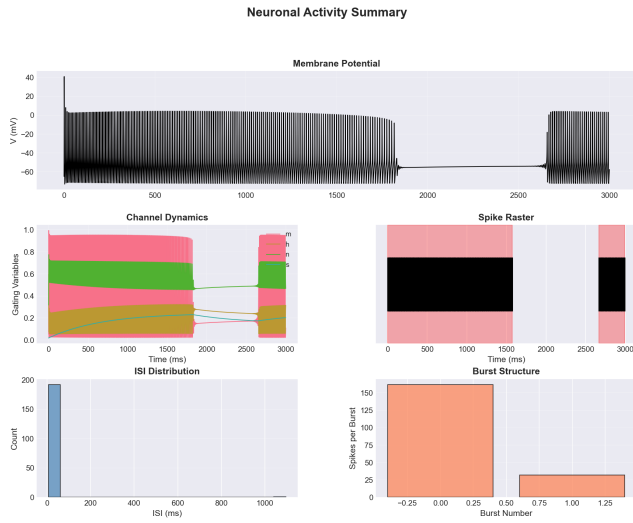 Neuronal Activity Summary
Membrane Potential
V (mV)
40
20
0
−20
−40
−60
0 500 1000 1500 2000 2500 3000
Channel Dynamics
Gating Variables
1.0
0.8
0.6
0.4
0.2
0.0
m
h
n
s
0 500 1000 1500 2000 2500 3000
Time (ms)
Spike Raster
0 500 1000 1500 2000 2500 3000
Time (ms)
ISI Distribution
Count
200
150
100
50
0
0 200 400 600 800 1000
ISI (ms)
Burst Structure
Spikes per Burst
150
125
100
75
50
25
0
−0.25 0.00 0.25 0.50 0.75 1.00 1.25
Burst Number